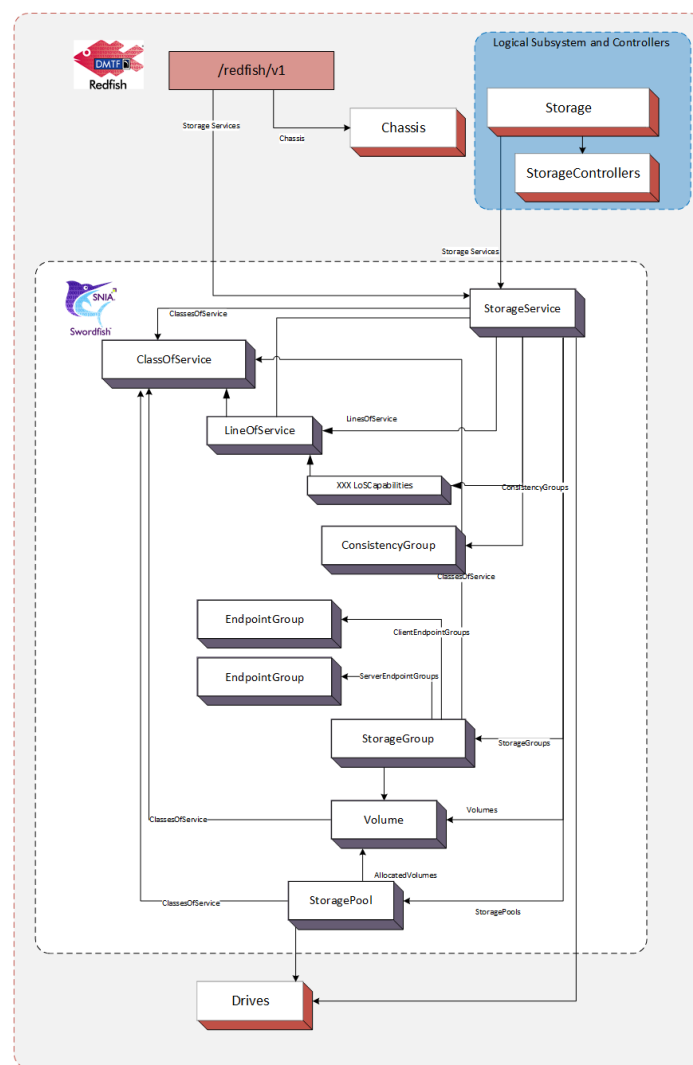 Logical Subsystem and Controllers
DMTF
Redfish
/redfish/v1
Storage
Chassis
Storage Services
Chassis
StorageControllers
Storage Services
SNIA
Swordfish
StorageService
ClassesOfService
ClassOfService
LinesOfService
LineOfService
XXX LoSCapabilities
ConsistencyGroups
ConsistencyGroup
ClassesOfService
EndpointGroup
ClientEndpointGroups
EndpointGroup
ServerEndpointGroups
StorageGroup
StorageGroups
Volumes
ClassesOfService
Volume
AllocatedVolumes
ClassesOfService
StoragePool
StoragePools
Drives